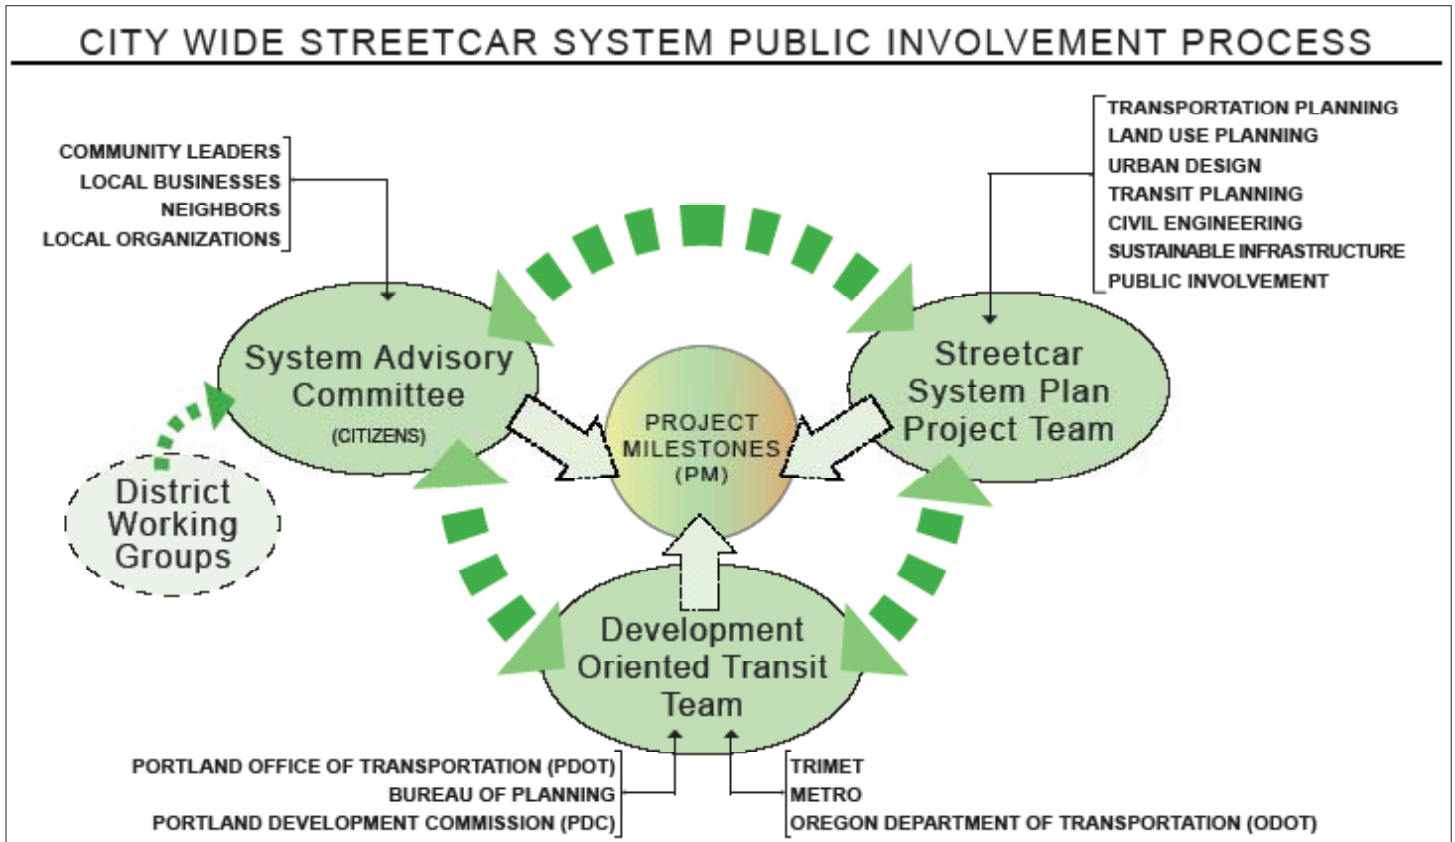 CITY WIDE STREETCAR SYSTEM PUBLIC INVOLVEMENT PROCESS
COMMUNITY LEADERS
LOCAL BUSINESSES
NEIGHBORS
LOCAL ORGANIZATIONS
TRANSPORTATION PLANNING
LAND USE PLANNING
URBAN DESIGN
TRANSIT PLANNING
CIVIL ENGINEERING
SUSTAINABLE INFRASTRUCTURE
PUBLIC INVOLVEMENT
System Advisory
Committee
(CITIZENS)
Streetcar
System Plan
Project Team
PROJECT
MILESTONES
(PM)
District
Working
Groups
Development
Oriented Transit
Team
PORTLAND OFFICE OF TRANSPORTATION (PDOT)
BUREAU OF PLANNING
PORTLAND DEVELOPMENT COMMISSION (PDC)
TRIMET
METRO
OREGON DEPARTMENT OF TRANSPORTATION (ODOT)